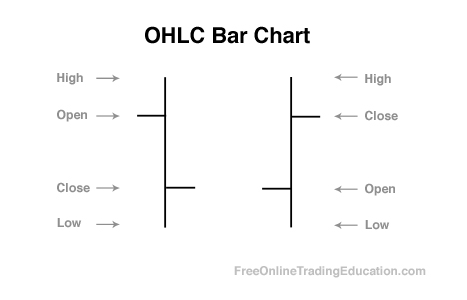 OHLC Bar Chart
High
High
Open
Close
Close
Open
Low
Low
FreeOnlineTradingEducation.com